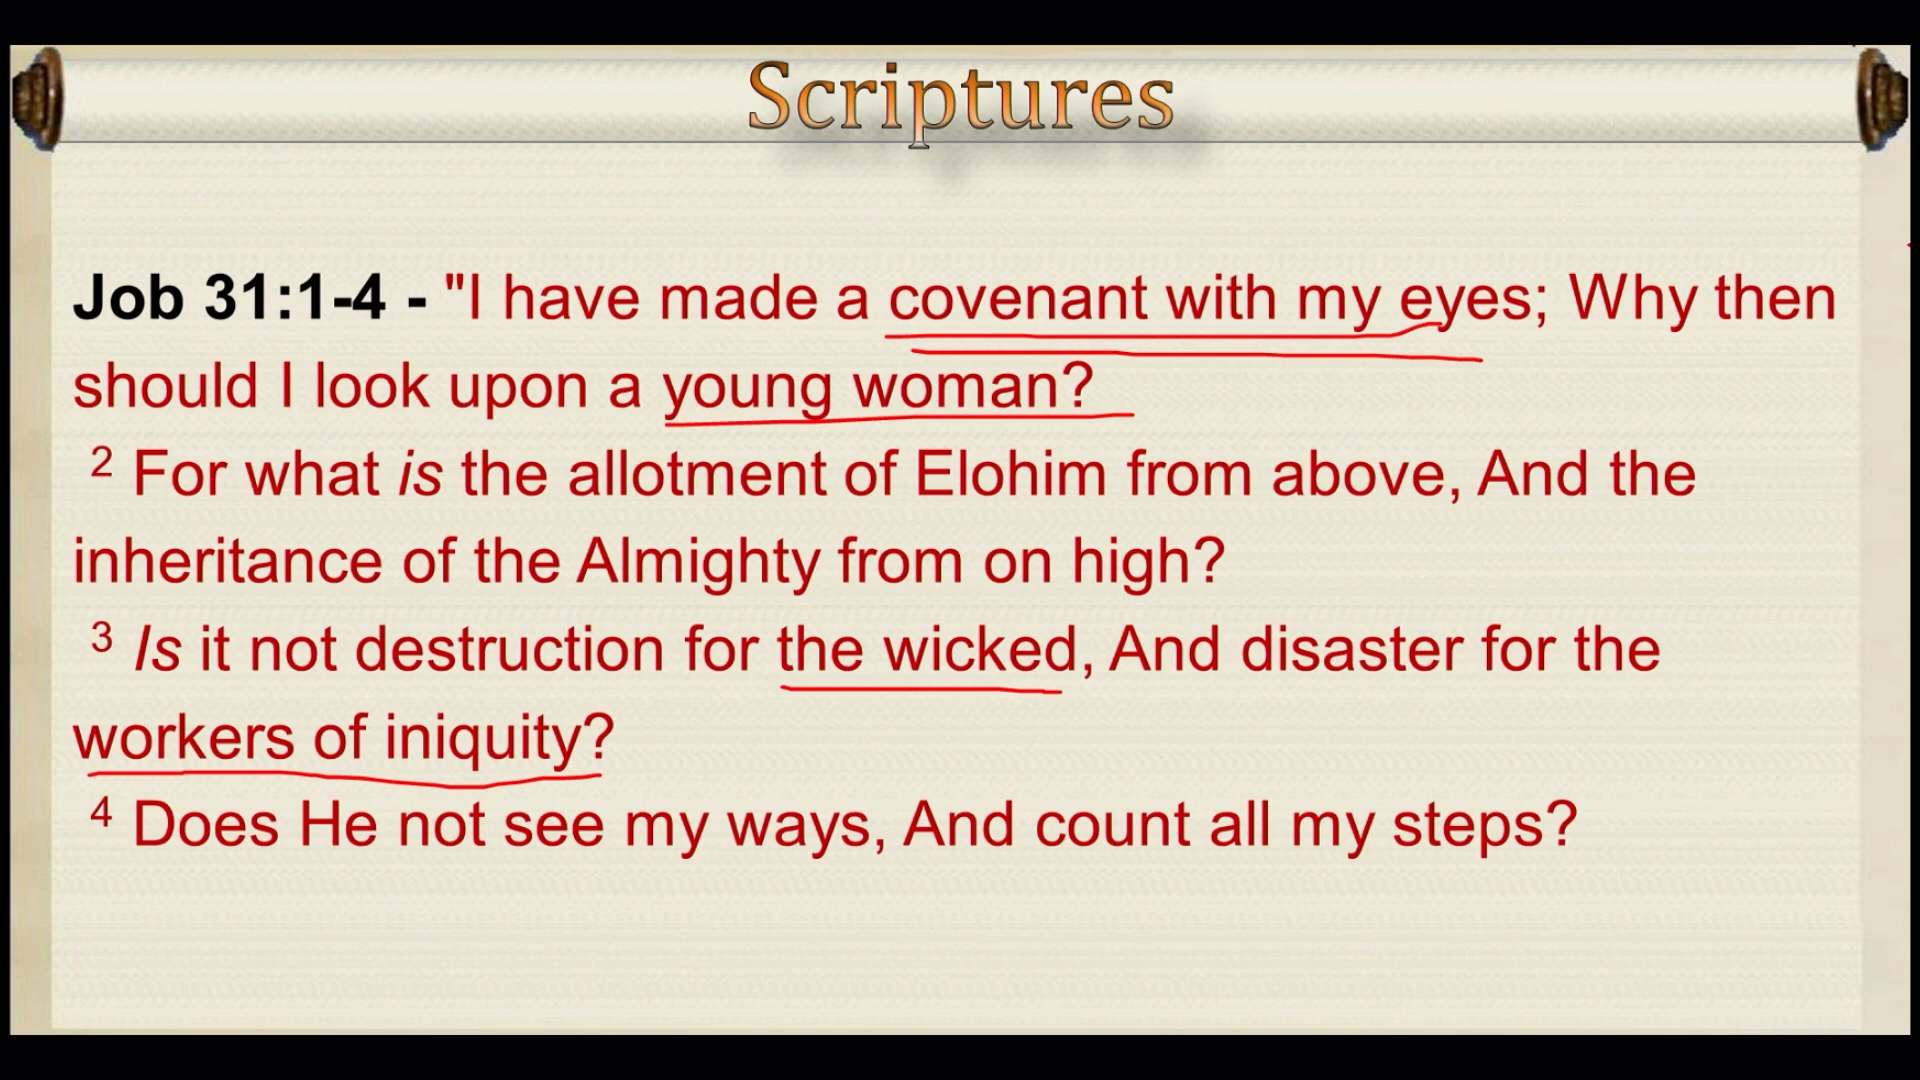 Scriptures
Job 31:1-4 - "I have made a covenant with my eyes; Why then
should I look upon a young woman?
2 For what is the allotment of Elohim from above, And the
inheritance of the Almighty from on high?
3 Is it not destruction for the wicked, And disaster for the
workers of iniquity?
4 Does He not see my ways, And count all my steps?